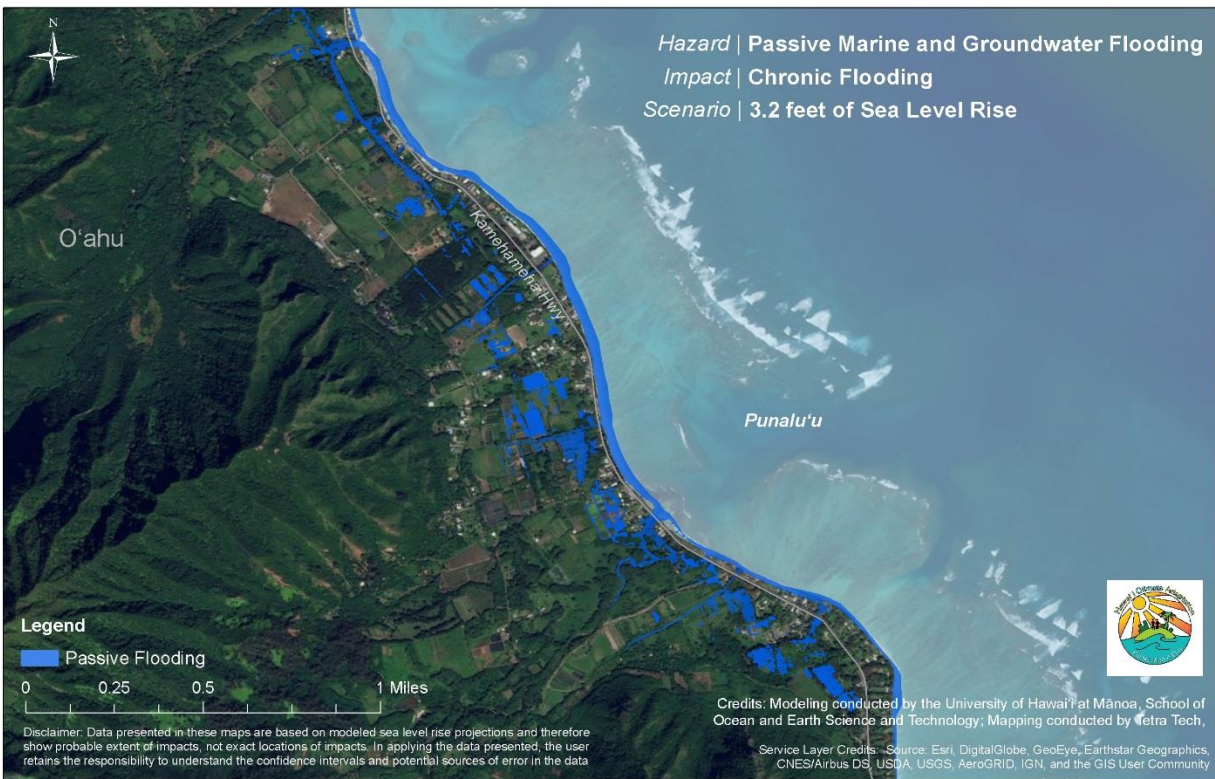 N
Hazard | Passive Marine and Groundwater Flooding
Impact | Chronic Flooding
Scenario | 3.2 feet of Sea Level Rise
O‘ahu
Kamehameha Hwy
Punalu‘u
Legend
Passive Flooding
0 0.25 0.5 1 Miles
Disclaimer: Data presented in these maps are based on modeled sea level rise projections and therefore
show probable extent of impacts, not exact locations of impacts. In applying the data presented, the user
retains the responsibility to understand the confidence intervals and potential sources of error in the data
Hawai‘i Climate Adaptation
Credits: Modeling conducted by the University of Hawai‘i at Mānoa, School of
Ocean and Earth Science and Technology; Mapping conducted by Tetra Tech,
Service Layer Credits: Source: Esri, DigitalGlobe, GeoEye, Earthstar Geographics,
CNES/Airbus DS, USDA, USGS, AeroGRID, IGN, and the GIS User Community